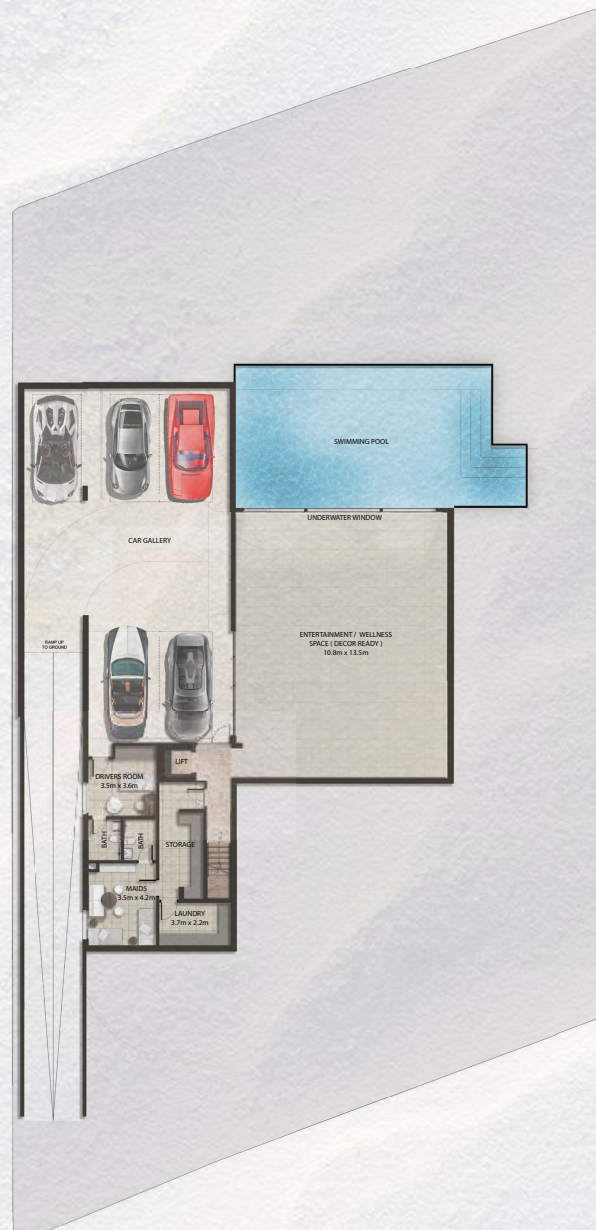 SWIMMING POOL
UNDERWATER WINDOW
CAR GALLERY
ENTERTAINMENT / WELLNESS
SPACE ( DECOR READY )
10.8m x 13.5m
RAMP UP
TO GROUND
LIFT
DRIVERS ROOM
3.5m x 3.6m
BATH
BATH
STORAGE
MAIDS
3.5m x 4.2m
LAUNDRY
3.7m x 2.2m